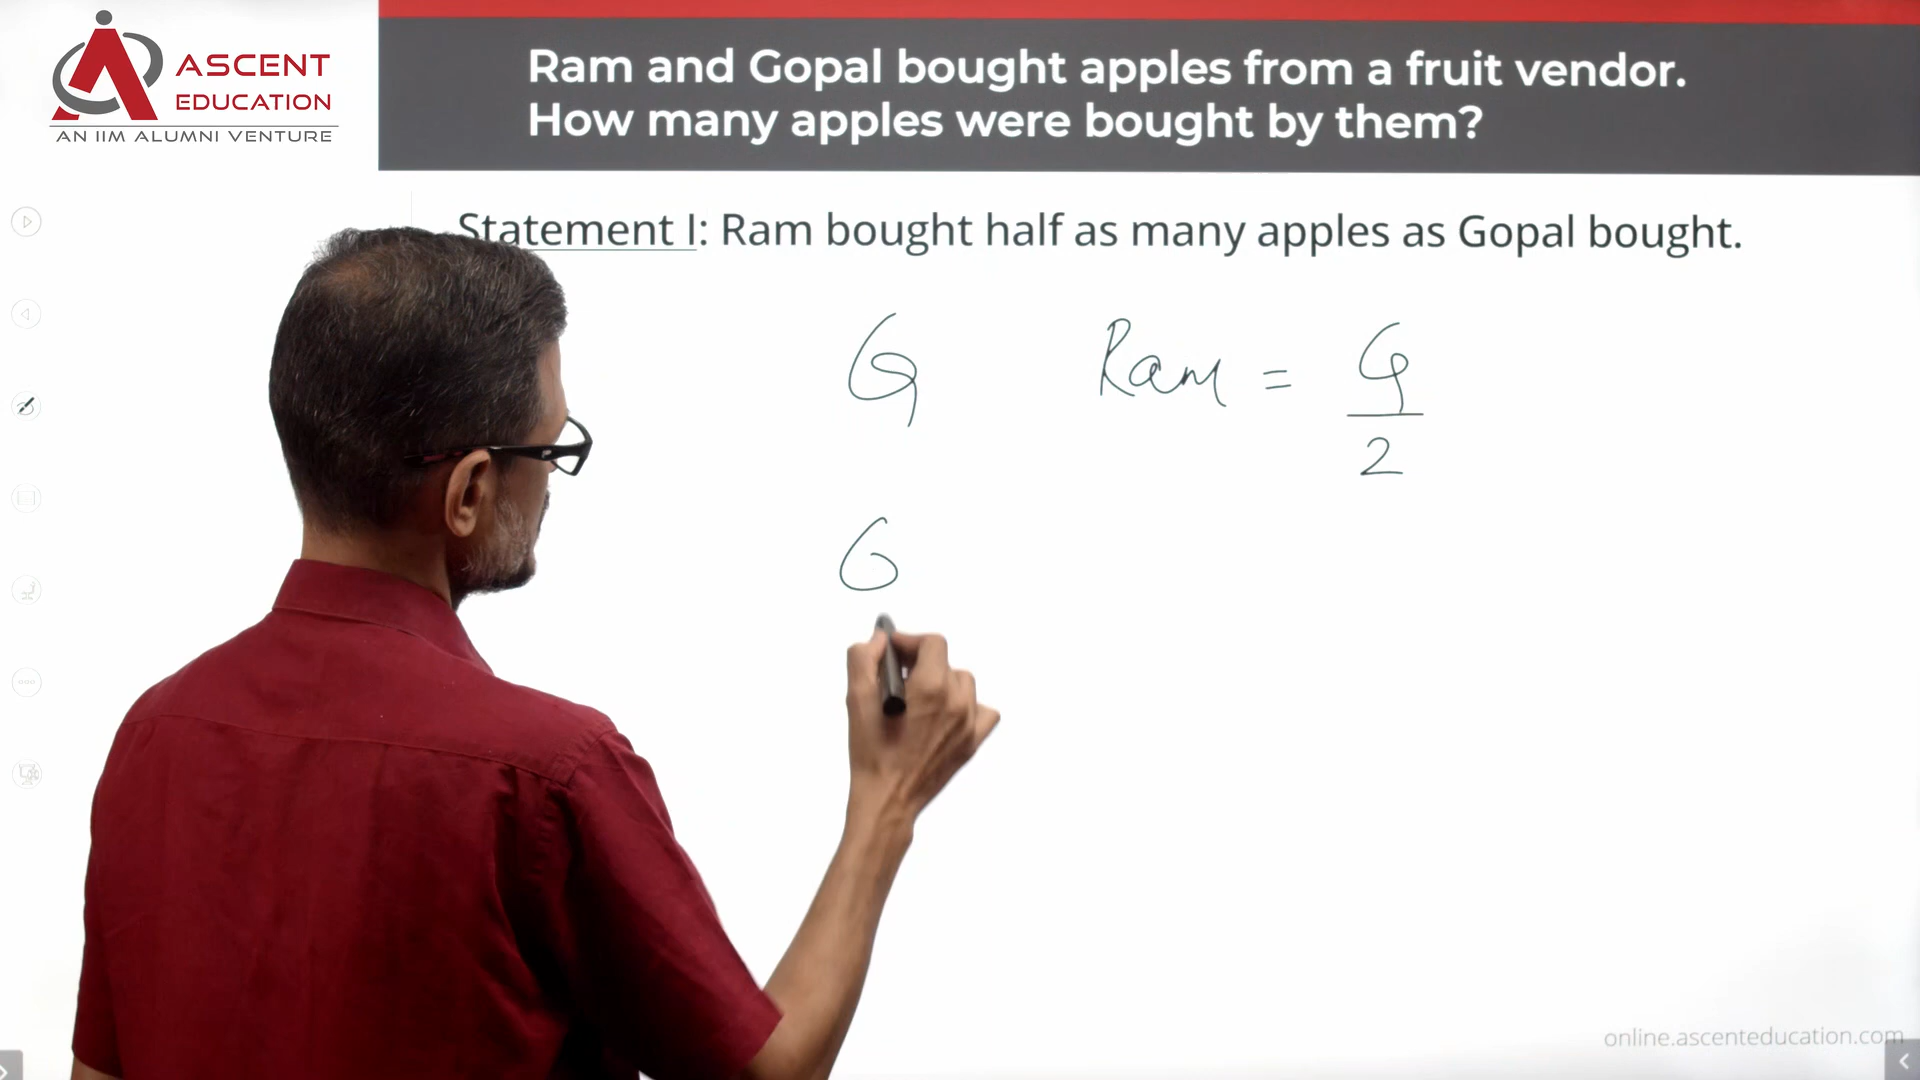 ASCENT
EDUCATION
AN IIM ALUMNI VENTURE
Ram and Gopal bought apples from a fruit vendor.
How many apples were bought by them?
Statement I: Ram bought half as many apples as Gopal bought.
G Ram = G
2
6
online.ascenteducation.com